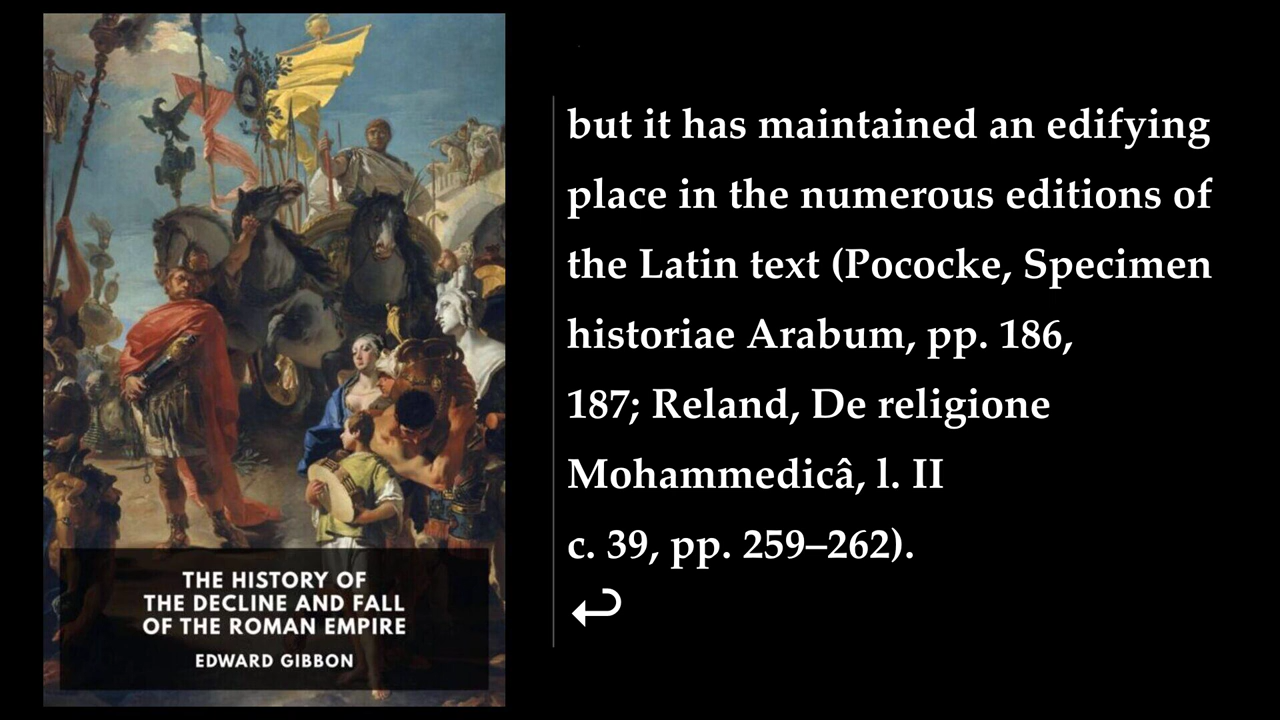 THE HISTORY OF
THE DECLINE AND FALL
OF THE ROMAN EMPIRE
EDWARD GIBBON
but it has maintained an edifying
place in the numerous editions of
the Latin text (Pococke, Specimen
historiae Arabum, pp. 186,
187; Reland, De religione
Mohammedicâ, l. II
c. 39, pp. 259–262).
↩